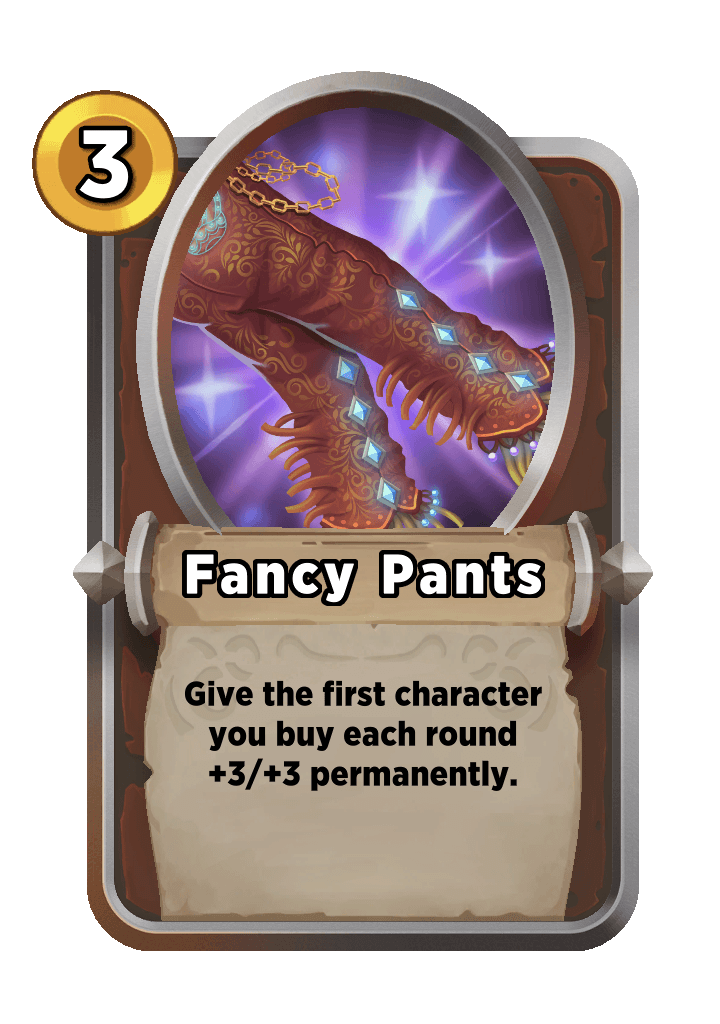 3
Fancy Pants
Give the first character
you buy each round
+3/+3 permanently.